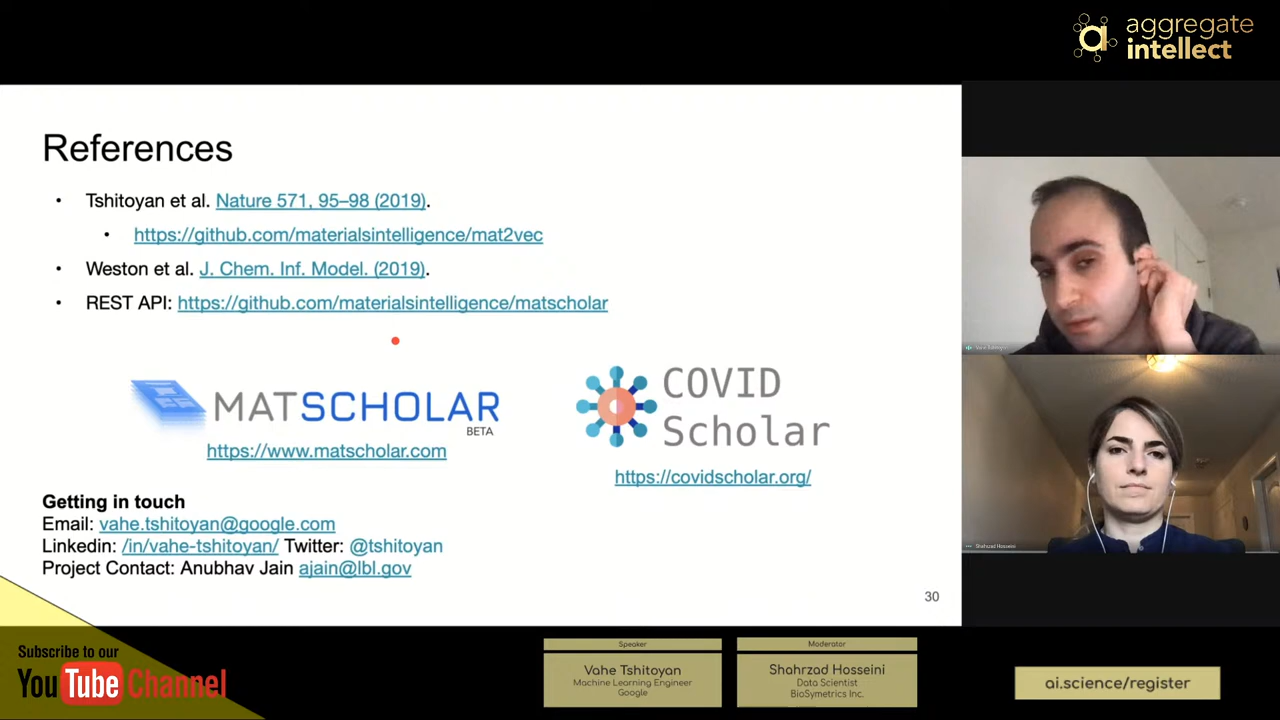 aggregate
intellect
References
• Tshitoyan et al. Nature 571, 95–98 (2019).
• https://github.com/materialsintelligence/mat2vec
• Weston et al. J. Chem. Inf. Model. (2019).
• REST API: https://github.com/materialsintelligence/matscholar
MATSCHOLAR
BETA
https://www.matscholar.com
COVID
Scholar
https://covidscholar.org/
Getting in touch
Email: vahe.tshitoyan@google.com
Linkedin: /in/vahe-tshitoyan/ Twitter: @tshitoyan
Project Contact: Anubhav Jain ajain@lbl.gov
30
Vahe Tshitoyan
Shahrzad Hosseini
Subscribe to our
YouTube Channel
Speaker
Vahe Tshitoyan
Machine Learning Engineer
Google
Moderator
Shahrzad Hosseini
Data Scientist
BioSymetrics Inc.
ai.science/register